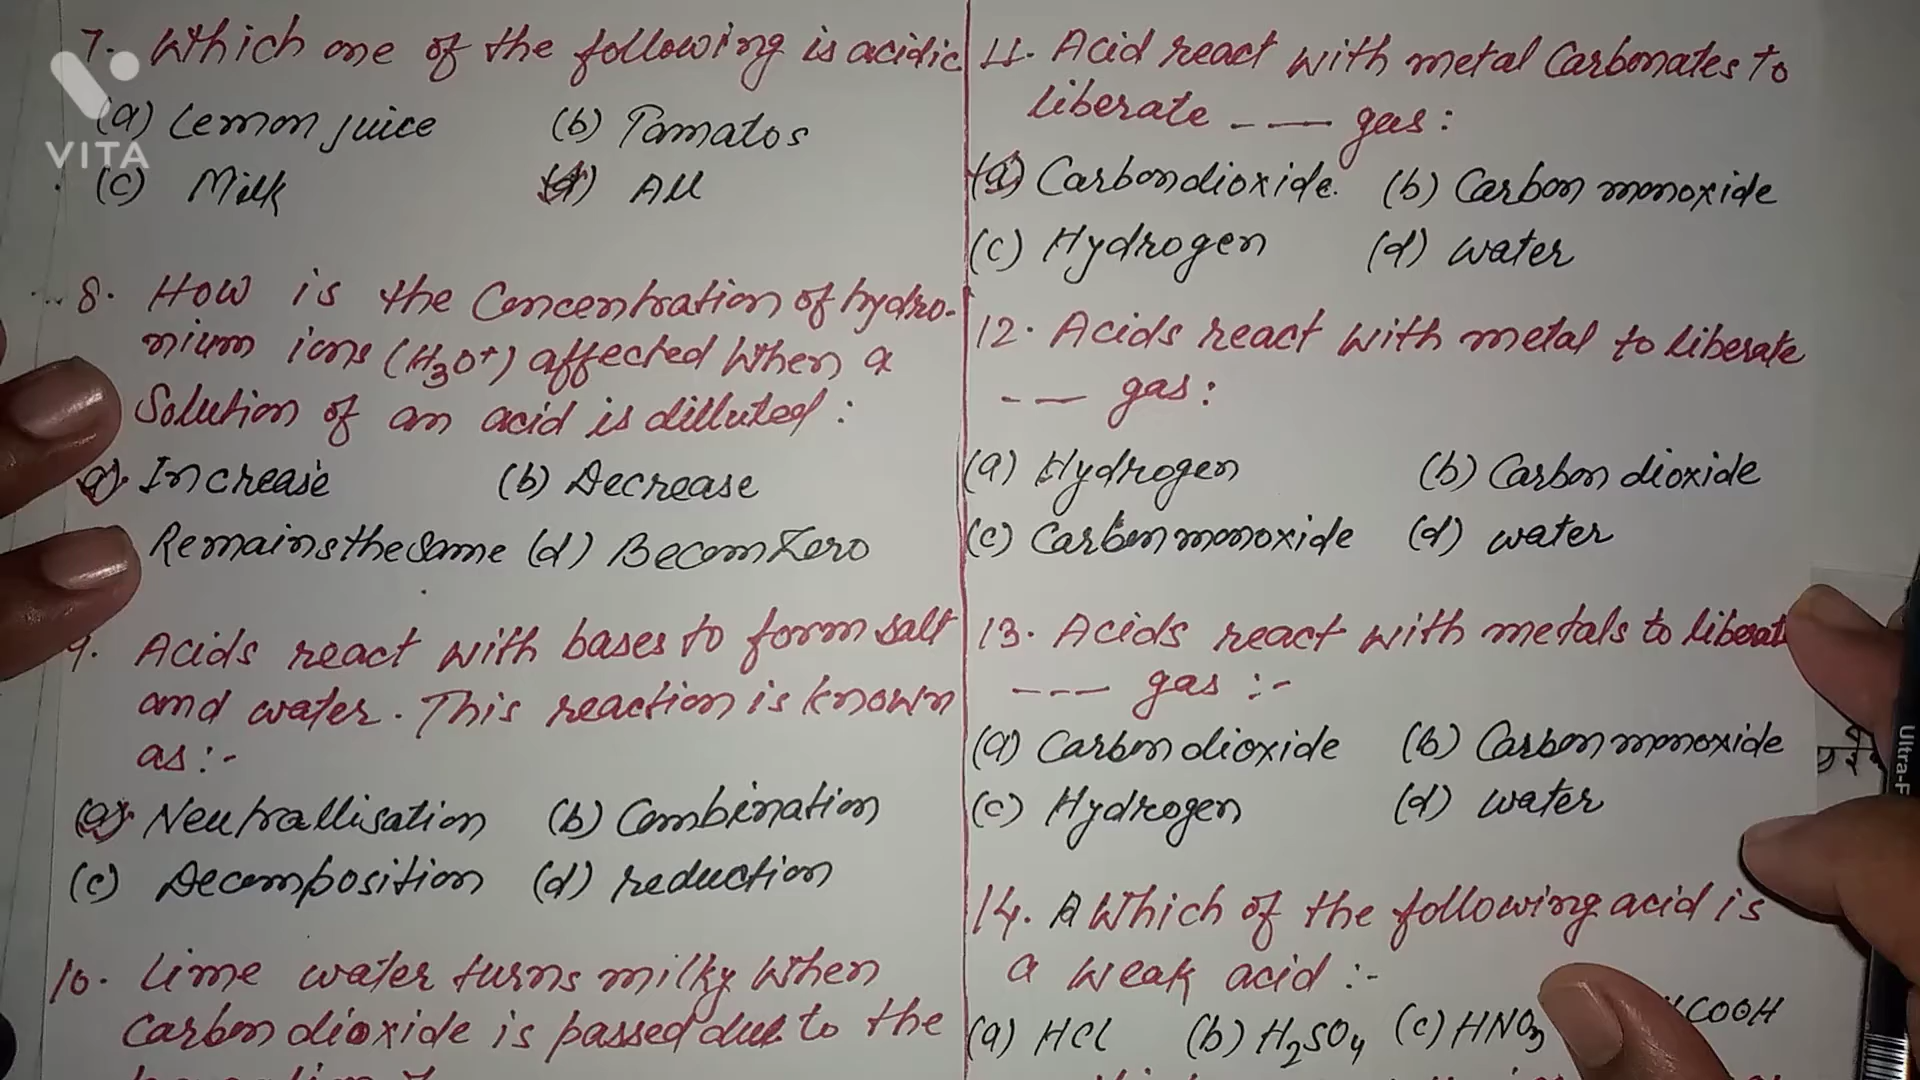 VITA
7. Which one of the following is acidic
(a) Lemon juice (b) Tamatos
(c) Milk (d) All
8. How is the Concentration of hydro-
nium ions (H3O+) affected When a
Solution of an acid is dilluted :
(a) Increase (b) Decrease
Remains the same (d) Becom Zero
9. Acids react with bases to form salt
and water. This reaction is known
as :-
(a) Neutrallisation (b) Combination
(c) Decomposition (d) reduction
10. Lime water turns milky When
Carbon dioxide is passed due to the
11. Acid react with metal Carbonates to
liberate _ __ gas :
(a) Carbondioxide. (b) Carbon monoxide
(c) Hydrogen (d) water
12. Acids react with metal to liberate
- __ gas :
(a) Hydrogen (b) Carbon dioxide
(c) Carbon monoxide (d) water
13. Acids react with metals to liberat
--- gas :-
(a) Carbon dioxide (b) Carbon monoxide
(c) Hydrogen (d) water
14. A Which of the following acid is
a weak acid :-
(a) HCl (b) H2SO4 (c) HNO3 COOH
Ultra-F